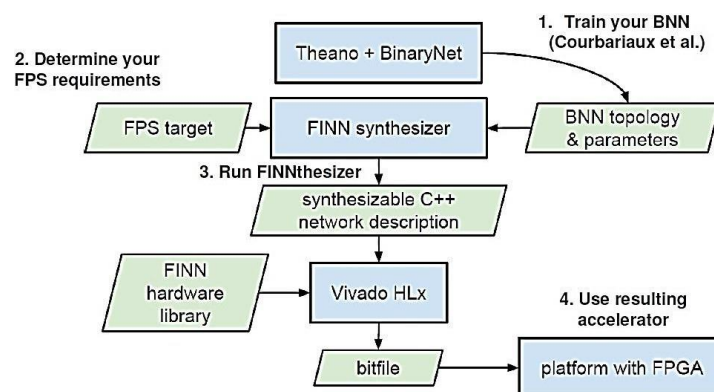 1. Train your BNN
(Courbariaux et al.)
2. Determine your
FPS requirements
Theano + BinaryNet
FPS target
FINN synthesizer
BNN topology
& parameters
3. Run FINNthesizer
synthesizable C++
network description
FINN
hardware
library
Vivado HLx
4. Use resulting
accelerator
bitfile
platform with FPGA